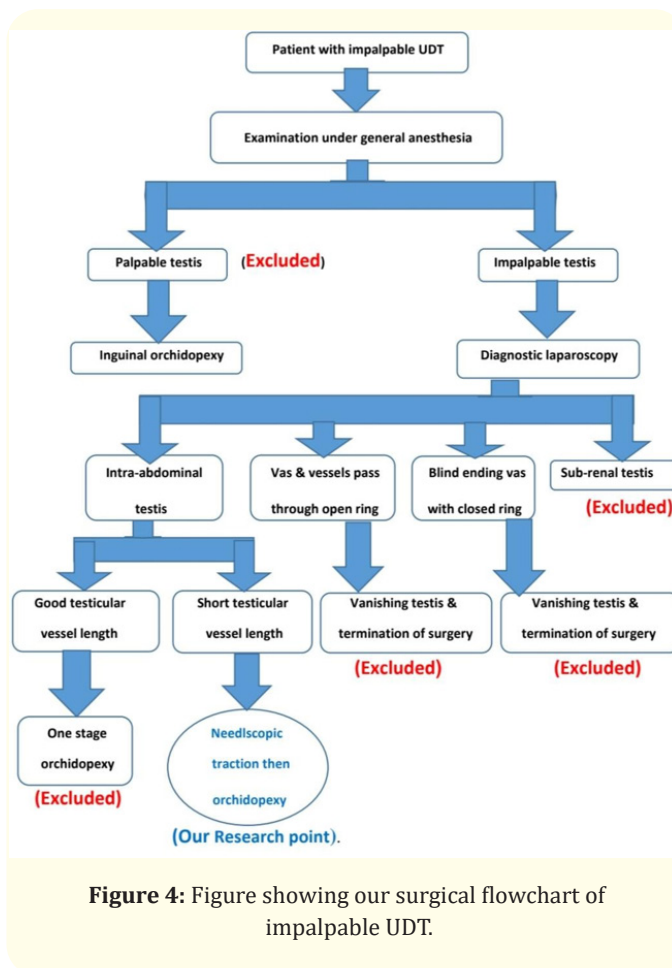 Patient with impalpable UDT
Examination under general anesthesia
Palpable testis
(Excluded)
Impalpable testis
Inguinal orchidopexy
Diagnostic laparoscopy
Intra-abdominal
testis
Vas & vessels pass
through open ring
Blind ending vas
with closed ring
Sub-renal testis
(Excluded)
Good testicular
vessel length
Short testicular
vessel length
Vanishing testis &
termination of surgery
(Excluded)
Vanishing testis &
termination of surgery
(Excluded)
One stage
orchidopexy
(Excluded)
Needlscopic
traction then
orchidopexy
(Our Research point).
Figure 4: Figure showing our surgical flowchart of
impalpable UDT.